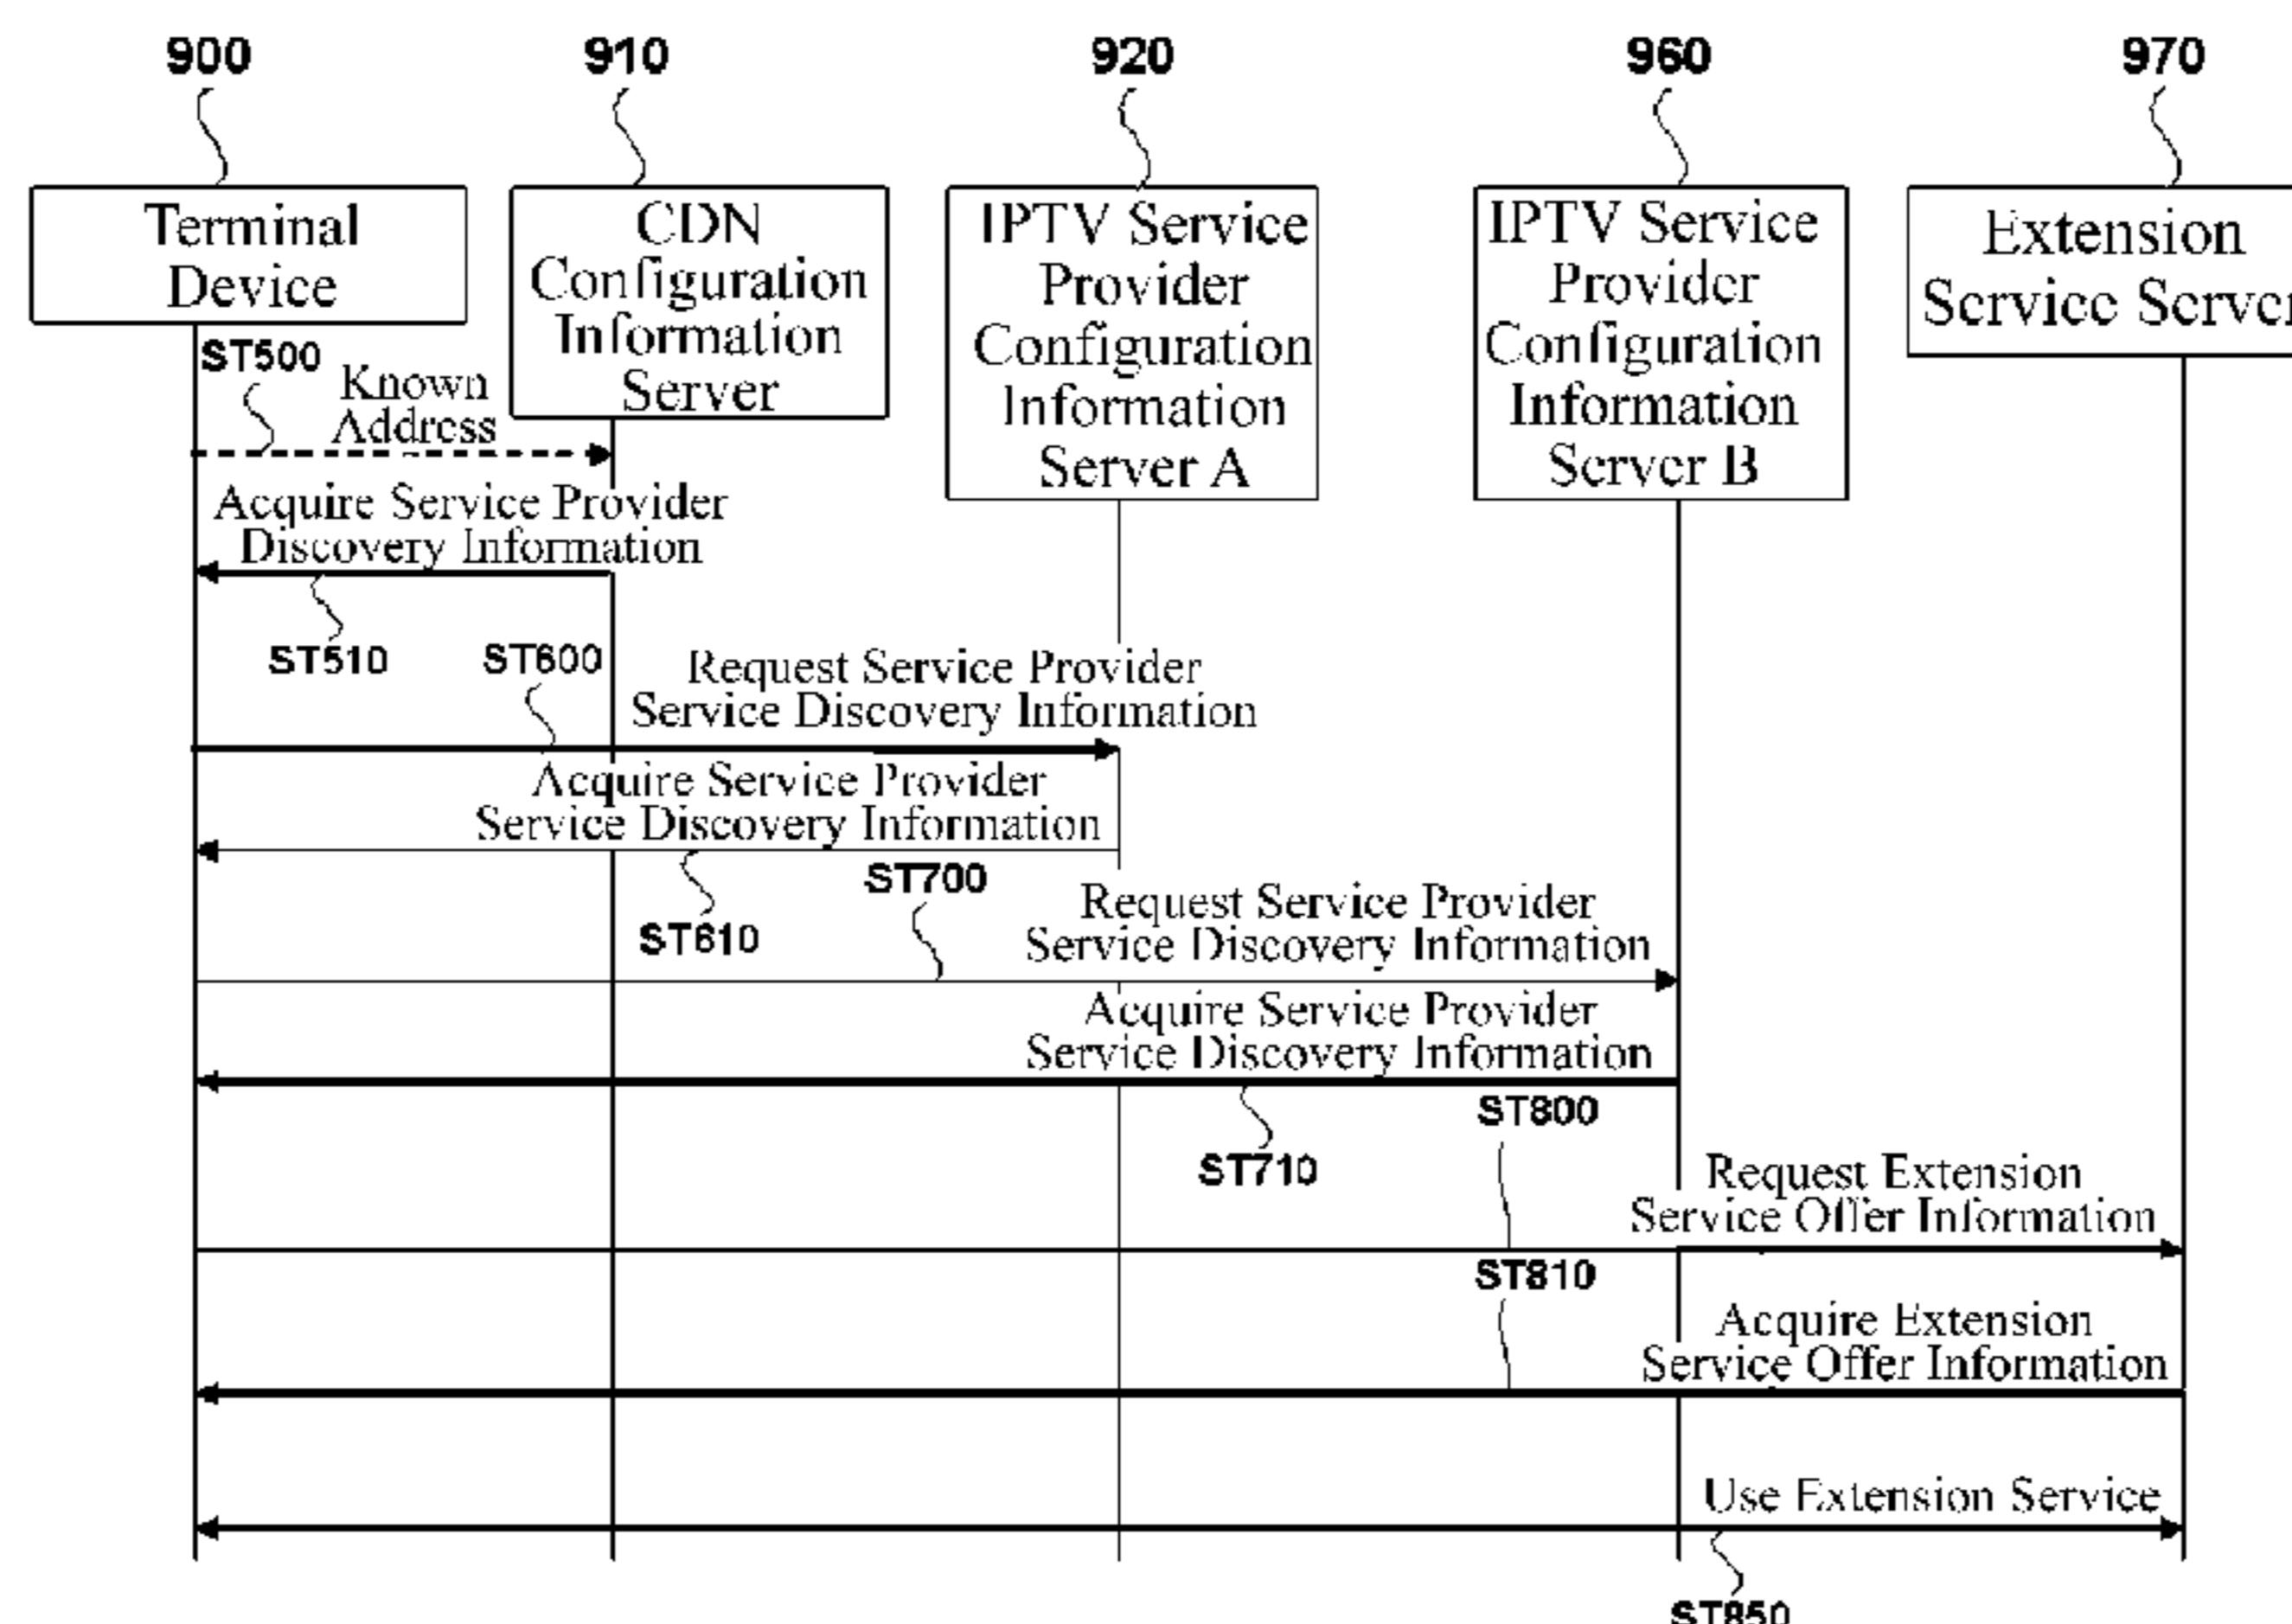 900
910
920
960
970
Terminal
Device
CDN
Configuration
Information
Server
IPTV Service
Provider
Configuration
Information
Server A
IPTV Service
Provider
Configuration
Information
Server B
Extension
Service Server
ST500
Known
Address
Acquire Service Provider
Discovery Information
ST510
ST600
Request Service Provider
Service Discovery Information
Acquire Service Provider
Service Discovery Information
ST610
ST700
Request Service Provider
Service Discovery Information
Acquire Service Provider
Service Discovery Information
ST710
ST800
Request Extension
Service Offer Information
ST810
Acquire Extension
Service Offer Information
Use Extension Service
ST850